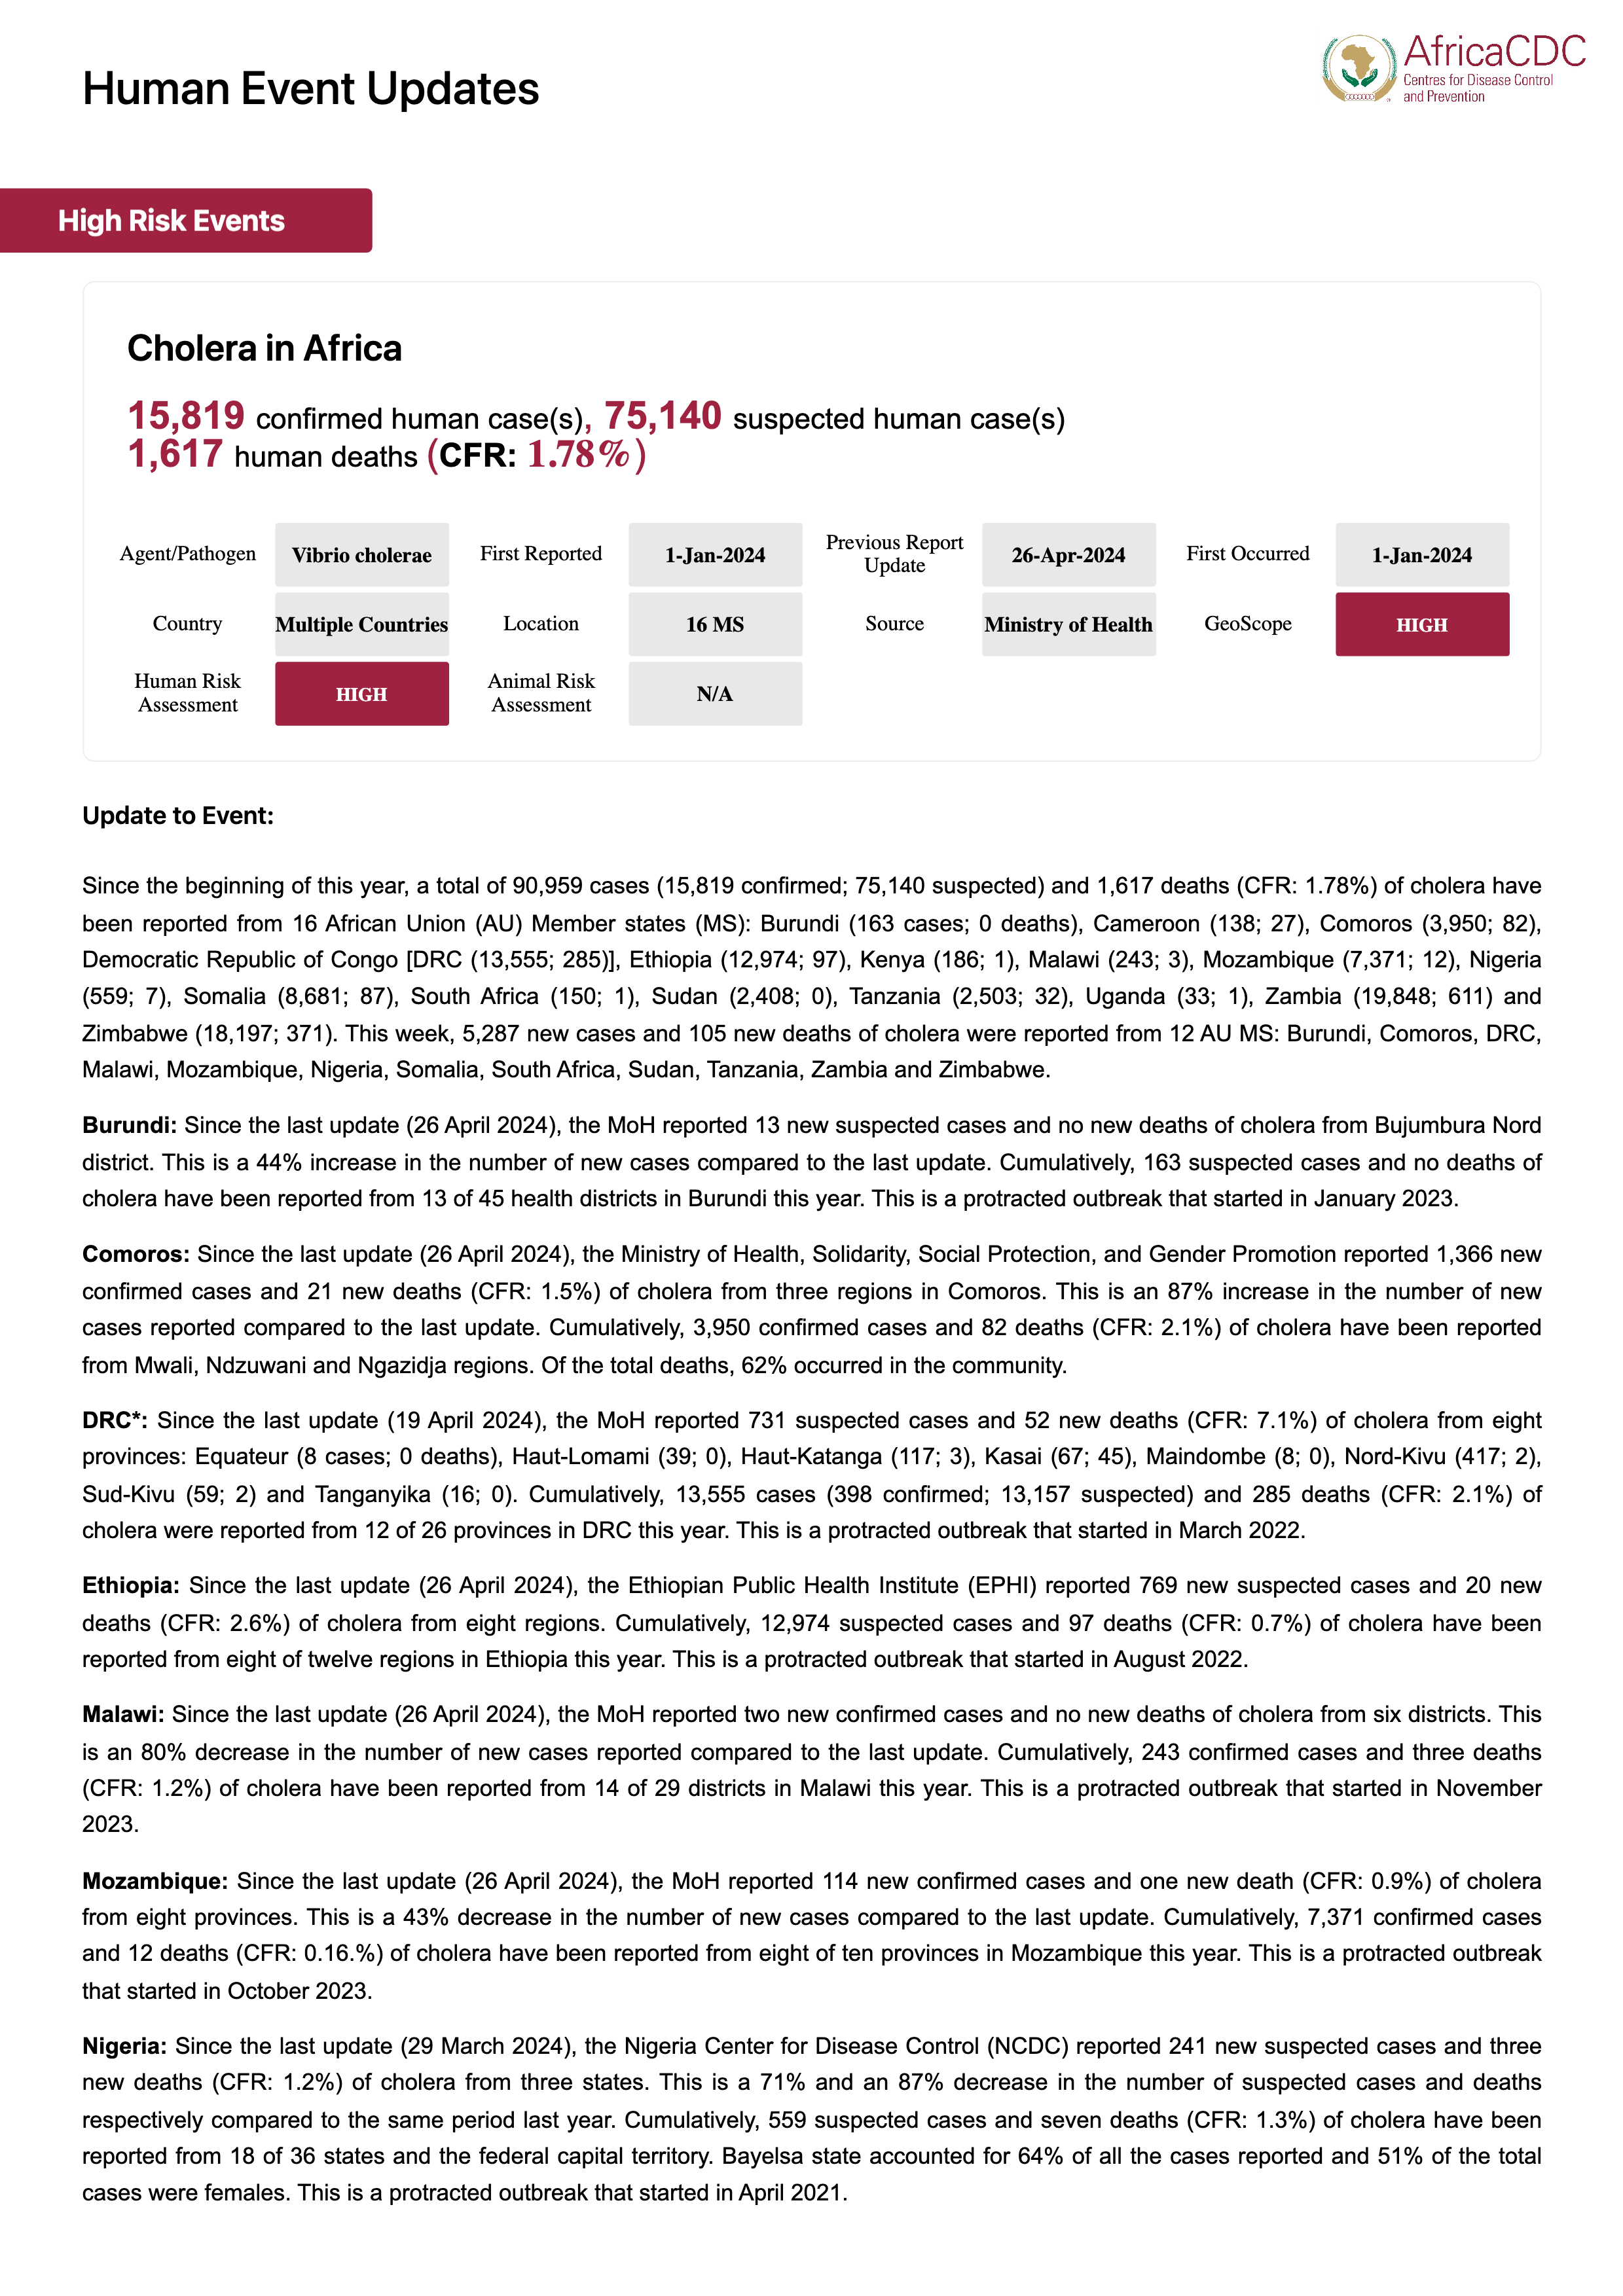 Human Event Updates
AfricaCDC
Centres for Disease Control
and Prevention
High Risk Events
Cholera in Africa
15,819 confirmed human case(s), 75,140 suspected human case(s)
1,617 human deaths (CFR: 1.78%)
Agent/Pathogen Vibrio cholerae First Reported 1-Jan-2024 Previous Report Update 26-Apr-2024 First Occurred 1-Jan-2024
Country Multiple Countries Location 16 MS Source Ministry of Health GeoScope HIGH
Human Risk Assessment HIGH Animal Risk Assessment N/A
Update to Event:
Since the beginning of this year, a total of 90,959 cases (15,819 confirmed; 75,140 suspected) and 1,617 deaths (CFR: 1.78%) of cholera have
been reported from 16 African Union (AU) Member states (MS): Burundi (163 cases; 0 deaths), Cameroon (138; 27), Comoros (3,950; 82),
Democratic Republic of Congo [DRC (13,555; 285)], Ethiopia (12,974; 97), Kenya (186; 1), Malawi (243; 3), Mozambique (7,371; 12), Nigeria
(559; 7), Somalia (8,681; 87), South Africa (150; 1), Sudan (2,408; 0), Tanzania (2,503; 32), Uganda (33; 1), Zambia (19,848; 611) and
Zimbabwe (18,197; 371). This week, 5,287 new cases and 105 new deaths of cholera were reported from 12 AU MS: Burundi, Comoros, DRC,
Malawi, Mozambique, Nigeria, Somalia, South Africa, Sudan, Tanzania, Zambia and Zimbabwe.
Burundi: Since the last update (26 April 2024), the MoH reported 13 new suspected cases and no new deaths of cholera from Bujumbura Nord
district. This is a 44% increase in the number of new cases compared to the last update. Cumulatively, 163 suspected cases and no deaths of
cholera have been reported from 13 of 45 health districts in Burundi this year. This is a protracted outbreak that started in January 2023.
Comoros: Since the last update (26 April 2024), the Ministry of Health, Solidarity, Social Protection, and Gender Promotion reported 1,366 new
confirmed cases and 21 new deaths (CFR: 1.5%) of cholera from three regions in Comoros. This is an 87% increase in the number of new
cases reported compared to the last update. Cumulatively, 3,950 confirmed cases and 82 deaths (CFR: 2.1%) of cholera have been reported
from Mwali, Ndzuwani and Ngazidja regions. Of the total deaths, 62% occurred in the community.
DRC*: Since the last update (19 April 2024), the MoH reported 731 suspected cases and 52 new deaths (CFR: 7.1%) of cholera from eight
provinces: Equateur (8 cases; 0 deaths), Haut-Lomami (39; 0), Haut-Katanga (117; 3), Kasai (67; 45), Maindombe (8; 0), Nord-Kivu (417; 2),
Sud-Kivu (59; 2) and Tanganyika (16; 0). Cumulatively, 13,555 cases (398 confirmed; 13,157 suspected) and 285 deaths (CFR: 2.1%) of
cholera were reported from 12 of 26 provinces in DRC this year. This is a protracted outbreak that started in March 2022.
Ethiopia: Since the last update (26 April 2024), the Ethiopian Public Health Institute (EPHI) reported 769 new suspected cases and 20 new
deaths (CFR: 2.6%) of cholera from eight regions. Cumulatively, 12,974 suspected cases and 97 deaths (CFR: 0.7%) of cholera have been
reported from eight of twelve regions in Ethiopia this year. This is a protracted outbreak that started in August 2022.
Malawi: Since the last update (26 April 2024), the MoH reported two new confirmed cases and no new deaths of cholera from six districts. This
is an 80% decrease in the number of new cases reported compared to the last update. Cumulatively, 243 confirmed cases and three deaths
(CFR: 1.2%) of cholera have been reported from 14 of 29 districts in Malawi this year. This is a protracted outbreak that started in November
2023.
Mozambique: Since the last update (26 April 2024), the MoH reported 114 new confirmed cases and one new death (CFR: 0.9%) of cholera
from eight provinces. This is a 43% decrease in the number of new cases compared to the last update. Cumulatively, 7,371 confirmed cases
and 12 deaths (CFR: 0.16.%) of cholera have been reported from eight of ten provinces in Mozambique this year. This is a protracted outbreak
that started in October 2023.
Nigeria: Since the last update (29 March 2024), the Nigeria Center for Disease Control (NCDC) reported 241 new suspected cases and three
new deaths (CFR: 1.2%) of cholera from three states. This is a 71% and an 87% decrease in the number of suspected cases and deaths
respectively compared to the same period last year. Cumulatively, 559 suspected cases and seven deaths (CFR: 1.3%) of cholera have been
reported from 18 of 36 states and the federal capital territory. Bayelsa state accounted for 64% of all the cases reported and 51% of the total
cases were females. This is a protracted outbreak that started in April 2021.